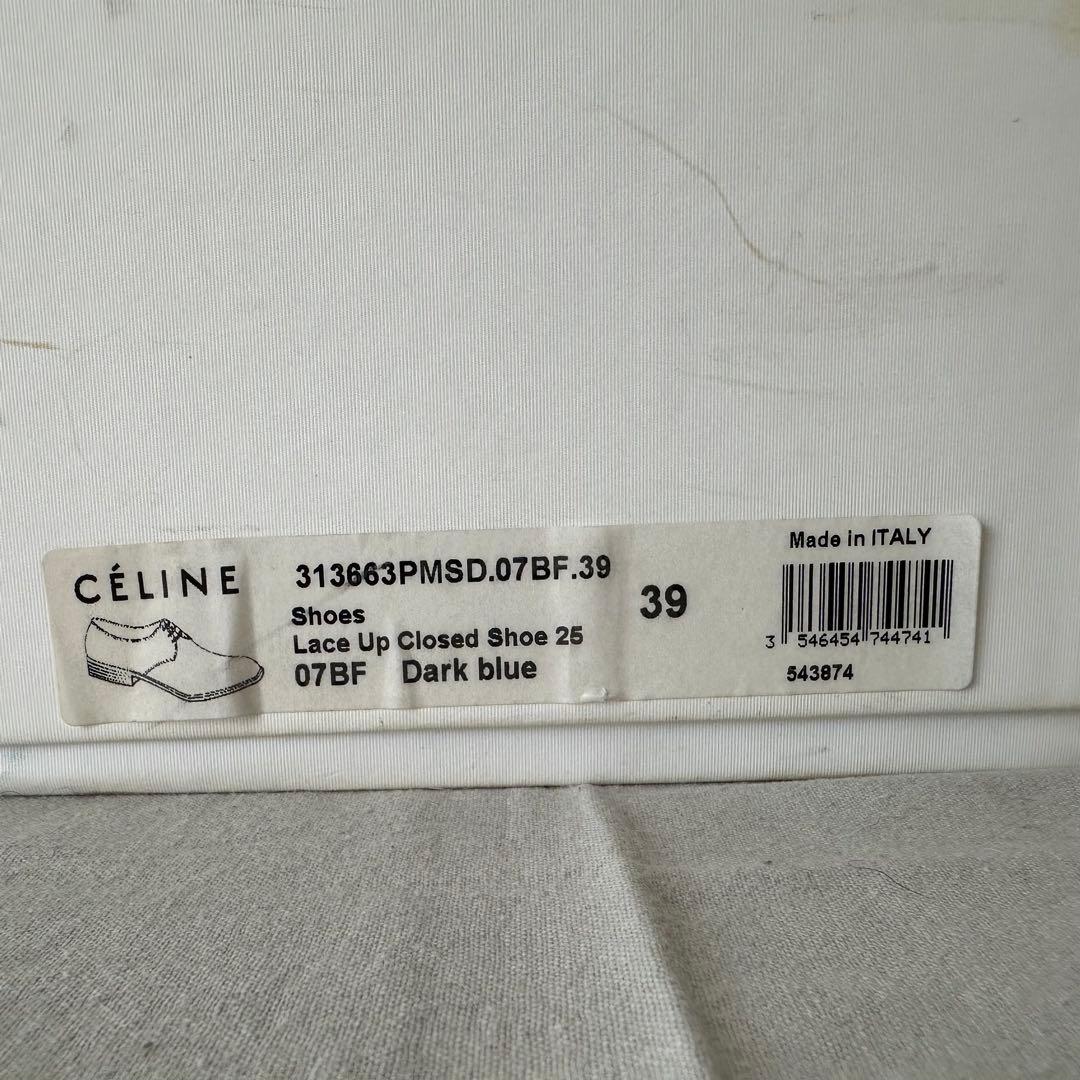 CÉLINE
313663PMSD.07BF.39
Shoes
Lace Up Closed Shoe 25
07BF Dark blue
39
Made in ITALY
3 546454 744741
543874